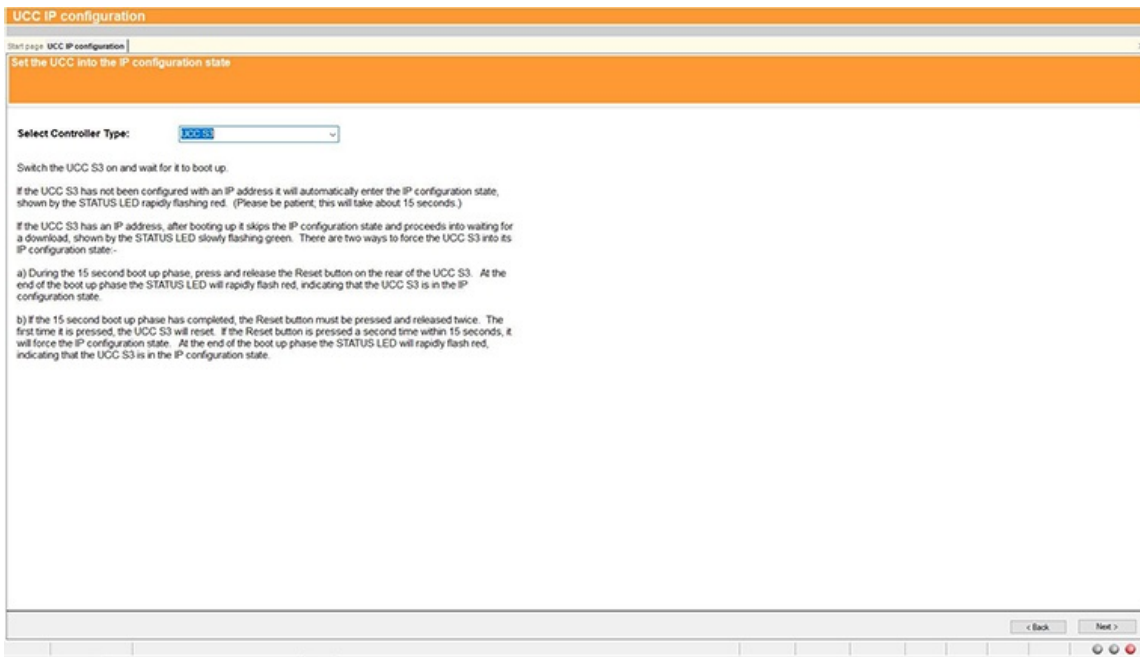 UCC IP configuration
Start page UCC IP configuration
Set the UCC into the IP configuration state
Select Controller Type: UCC S3
Switch the UCC S3 on and wait for it to boot up.
If the UCC S3 has not been configured with an IP address it will automatically enter the IP configuration state,
shown by the STATUS LED rapidly flashing red. (Please be patient; this will take about 15 seconds.)
If the UCC S3 has an IP address, after booting up it skips the IP configuration state and proceeds into waiting for
a download, shown by the STATUS LED slowly flashing green. There are two ways to force the UCC S3 into its
IP configuration state:-
a) During the 15 second boot up phase, press and release the Reset button on the rear of the UCC S3. At the
end of the boot up phase the STATUS LED will rapidly flash red, indicating that the UCC S3 is in the IP
configuration state.
b) If the 15 second boot up phase has completed, the Reset button must be pressed and released twice. The
first time it is pressed, the UCC S3 will reset. If the Reset button is pressed a second time within 15 seconds, it
will force the IP configuration state. At the end of the boot up phase the STATUS LED will rapidly flash red,
indicating that the UCC S3 is in the IP configuration state.
< Back Next >